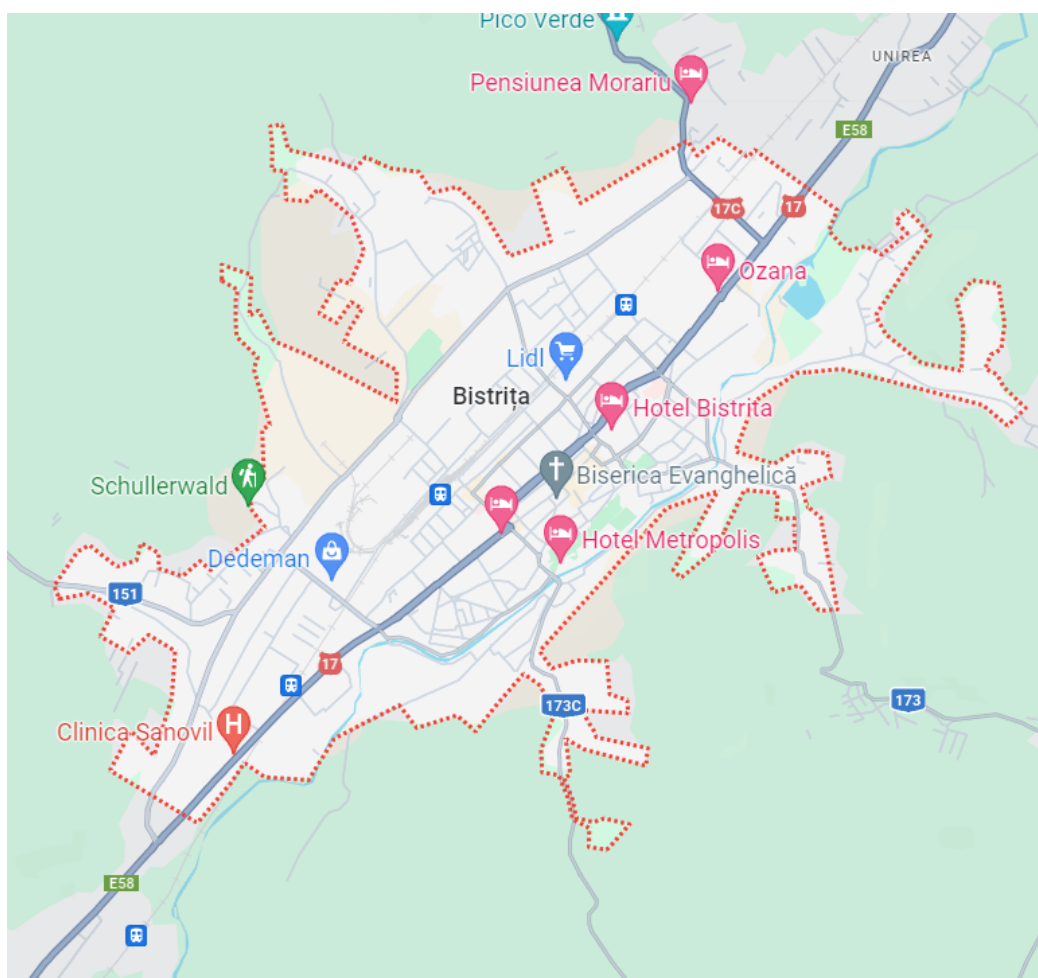 Pico Verde
UNIREA
Pensiunea Morariu
E58
17C
17
Ozana
Lidl
Bistrița
Hotel Bistrita
Biserica Evanghelică
Schullerwald
Hotel Metropolis
Dedeman
151
17
173C
173
Clinica Sanovil
H
E58